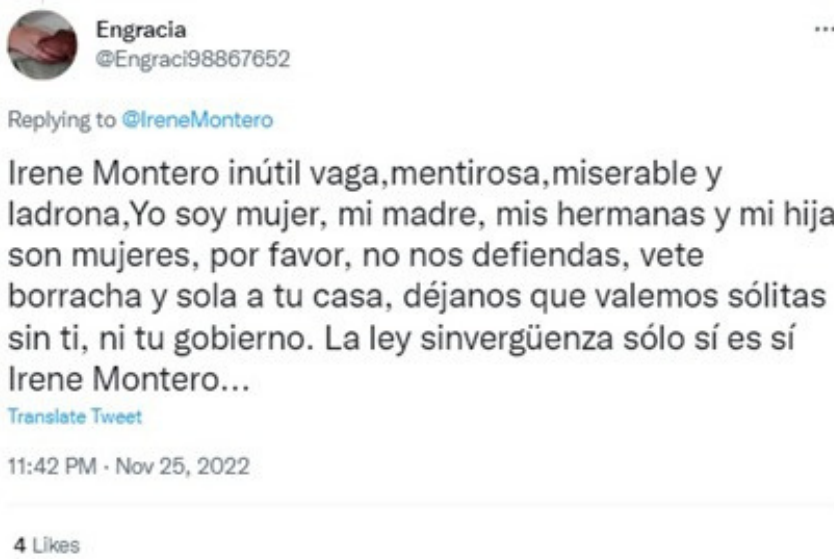 Engracia
@Engraci98867652
...
Replying to @IreneMontero
Irene Montero inútil vaga,mentirosa,miserable y
ladrona,Yo soy mujer, mi madre, mis hermanas y mi hija
son mujeres, por favor, no nos defiendas, vete
borracha y sola a tu casa, déjanos que valemos sólitas
sin ti, ni tu gobierno. La ley sinvergüenza sólo sí es sí
Irene Montero...
Translate Tweet
11:42 PM · Nov 25, 2022
4 Likes